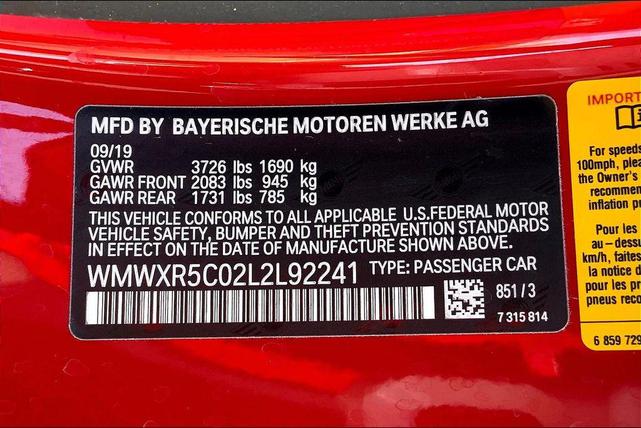 MFD BY BAYERISCHE MOTOREN WERKE AG
09/19
GVWR 3726 lbs 1690 kg
GAWR FRONT 2083 lbs 945 kg
GAWR REAR 1731 lbs 785 kg
THIS VEHICLE CONFORMS TO ALL APPLICABLE U.S.FEDERAL MOTOR
VEHICLE SAFETY, BUMPER AND THEFT PREVENTION STANDARDS
IN EFFECT ON THE DATE OF MANUFACTURE SHOWN ABOVE.
WMWXR5C02L2L92241 TYPE: PASSENGER CAR
851/3
7 315 814
IMPORT
For speeds
100mph, plea
the Owner's
recommen
inflation p
Pour les
au-dessu
km/h, faites
la notice d
pour les pr
pneus reco
6 859 729